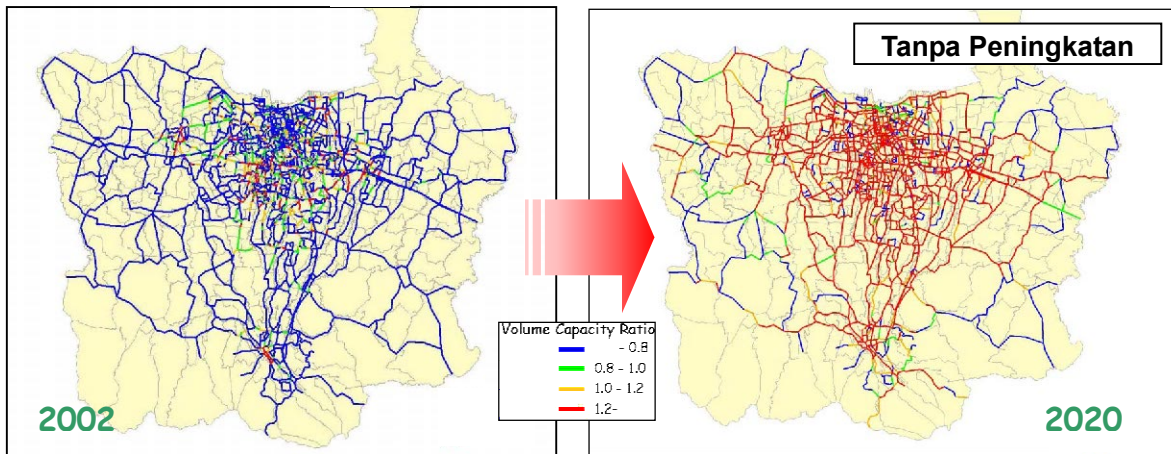 Tanpa Peningkatan
Volume Capacity Ratio
- 0.8
0.8 - 1.0
1.0 - 1.2
1.2-
2002
2020